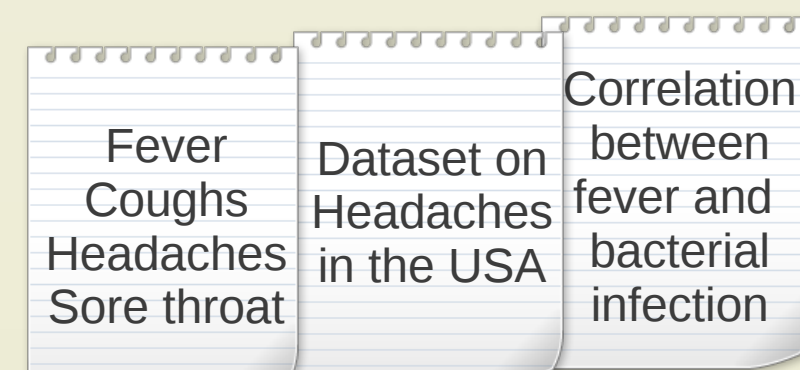 Fever
Coughs
Headaches
Sore throat
Dataset on
Headaches
in the USA
Correlation
between
fever and
bacterial
infection